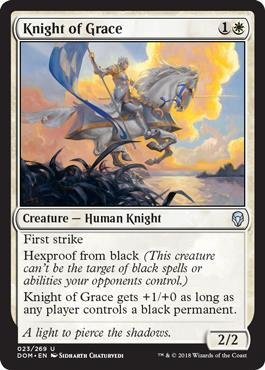 Knight of Grace 1
Creature — Human Knight
First strike
Hexproof from black (This creature
can't be the target of black spells or
abilities your opponents control.)
Knight of Grace gets +1/+0 as long as
any player controls a black permanent.
A light to pierce the shadows.
2/2
023/269 U
DOM • EN SIDHARTH CHATURVEDI ™ & © 2018 Wizards of the Coast